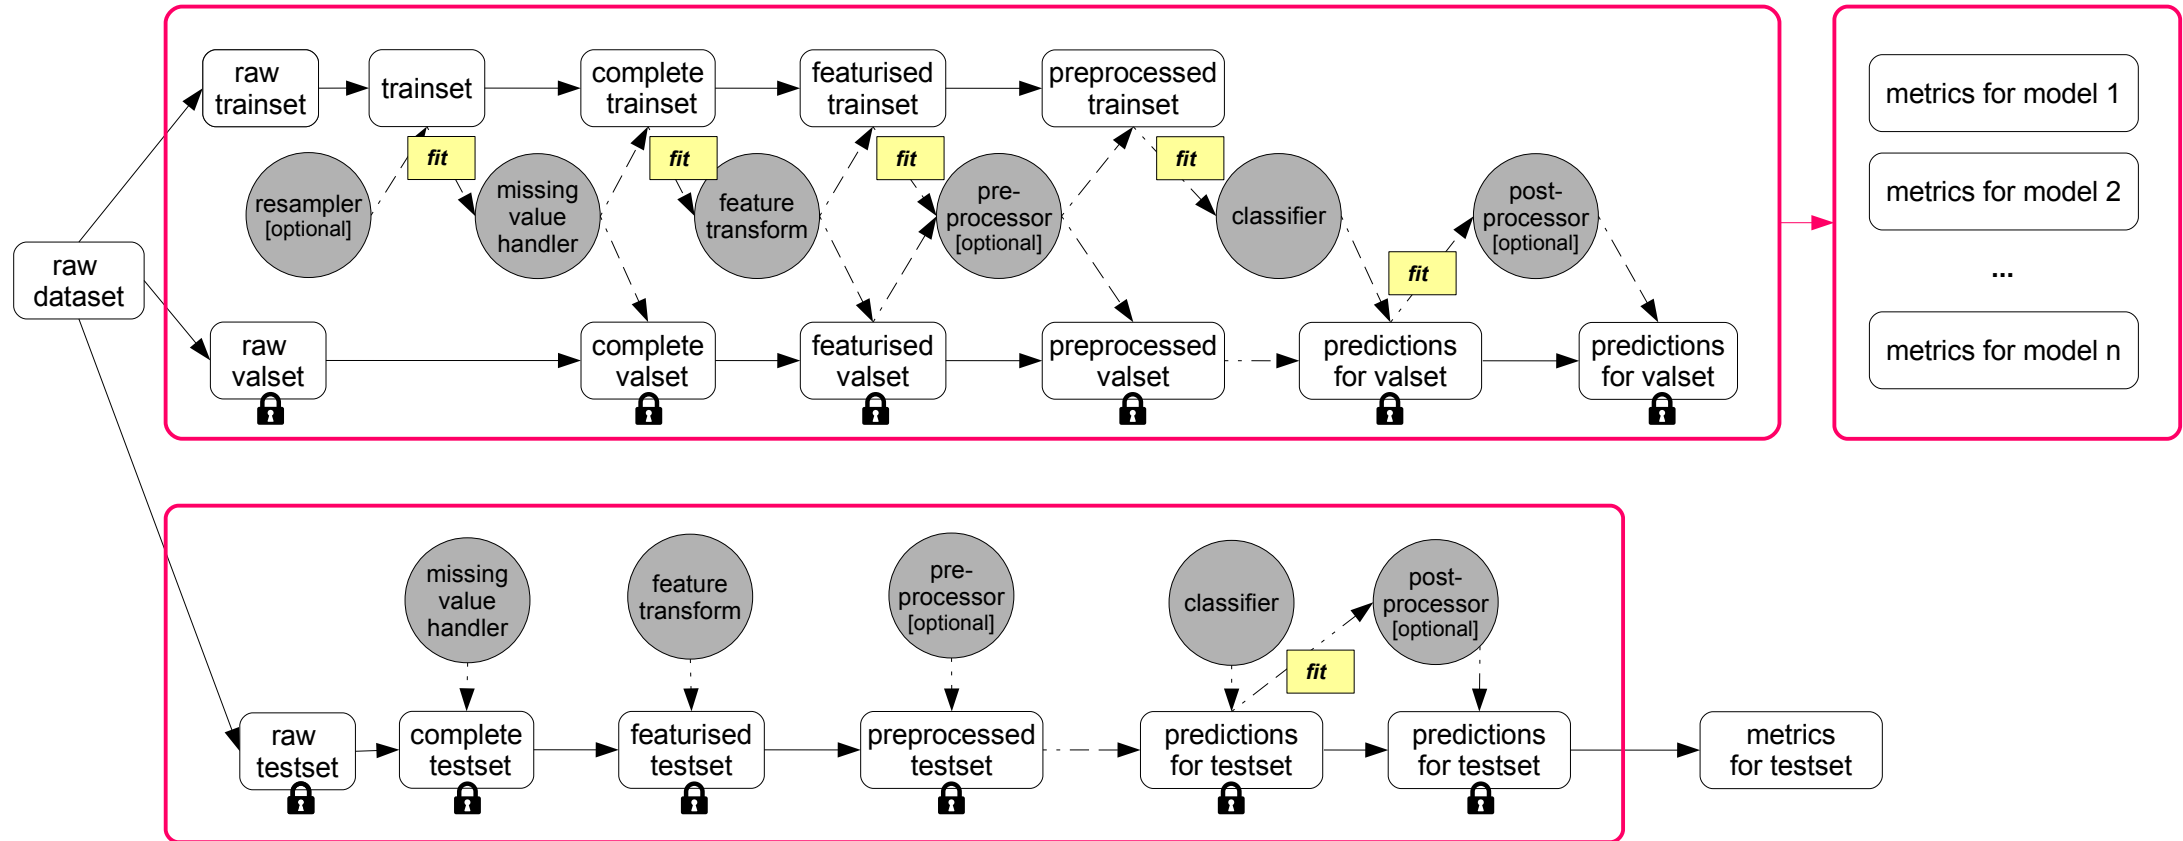 raw
trainset
trainset
complete
trainset
featurised
trainset
preprocessed
trainset
fit
fit
fit
fit
resampler
[optional]
missing
value
handler
feature
transform
pre-
processor
[optional]
classifier
post-
processor
[optional]
fit
raw
dataset
raw
valset
complete
valset
featurised
valset
preprocessed
valset
predictions
for valset
predictions
for valset
metrics for model 1
metrics for model 2
...
metrics for model n
missing
value
handler
feature
transform
pre-
processor
[optional]
classifier
post-
processor
[optional]
fit
raw
testset
complete
testset
featurised
testset
preprocessed
testset
predictions
for testset
predictions
for testset
metrics
for testset